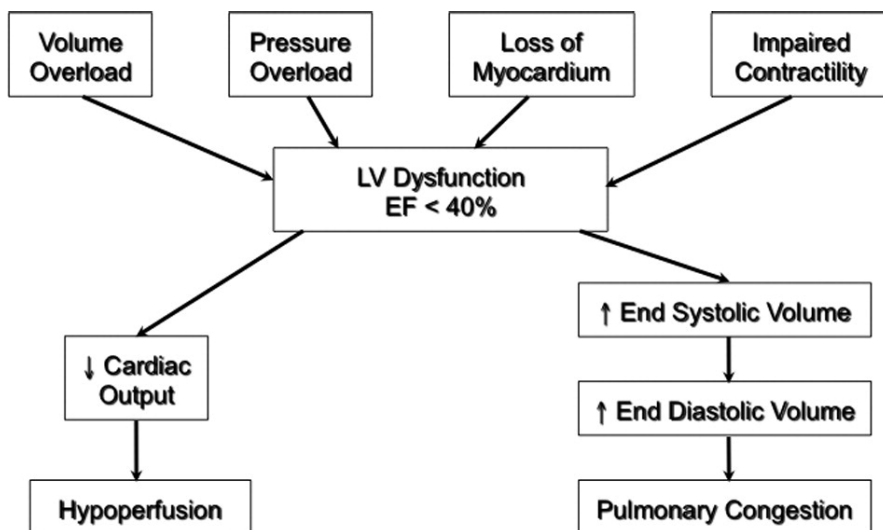 Volume
Overload
Pressure
Overload
Loss of
Myocardium
Impaired
Contractility
LV Dysfunction
EF < 40%
↓ Cardiac
Output
Hypoperfusion
↑ End Systolic Volume
↑ End Diastolic Volume
Pulmonary Congestion